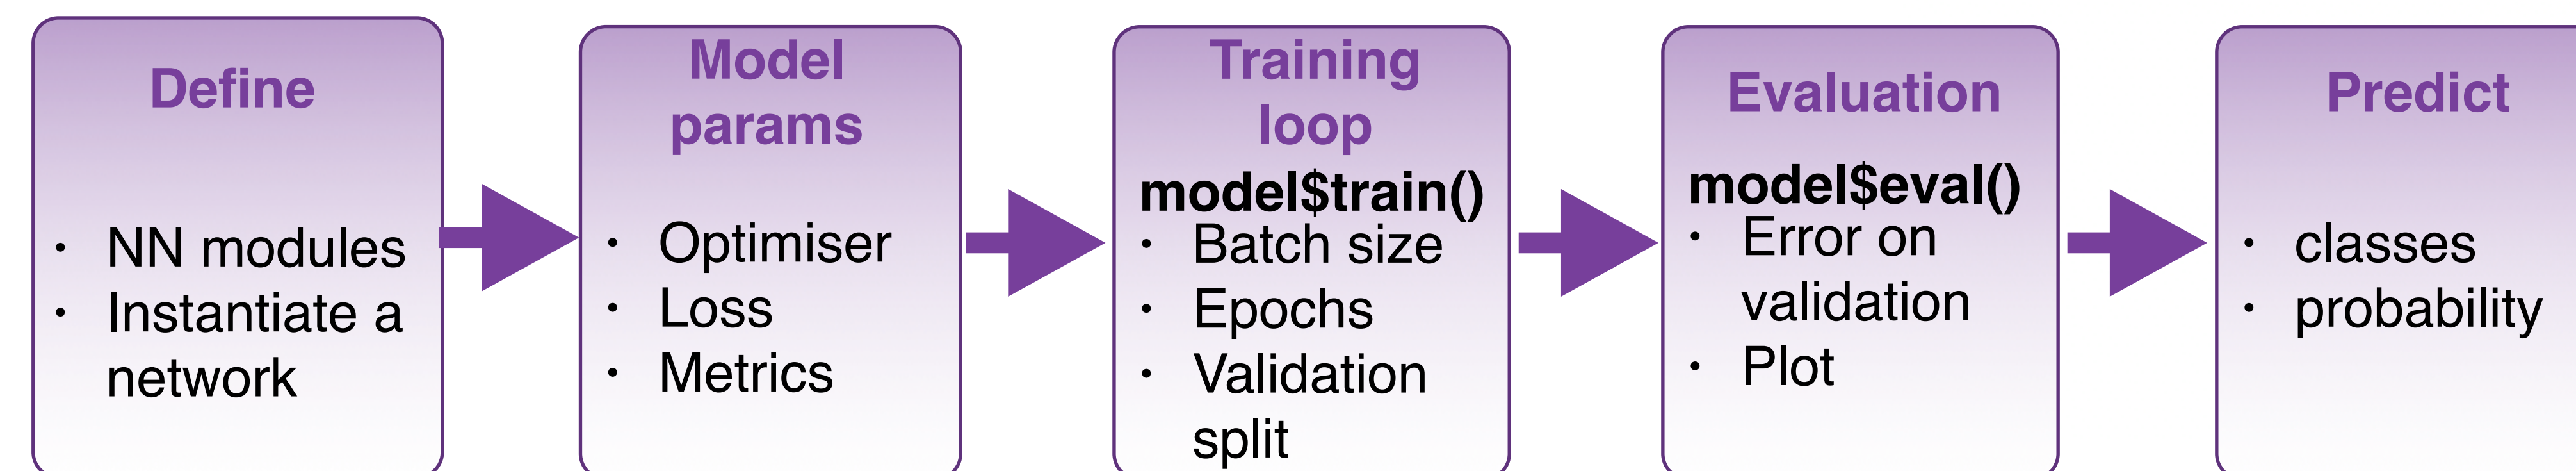 Define
• NN modules
• Instantiate a
network
Model
params
• Optimiser
• Loss
• Metrics
Training
loop
model$train()
• Batch size
• Epochs
• Validation
split
Evaluation
model$eval()
• Error on
validation
• Plot
Predict
• classes
• probability